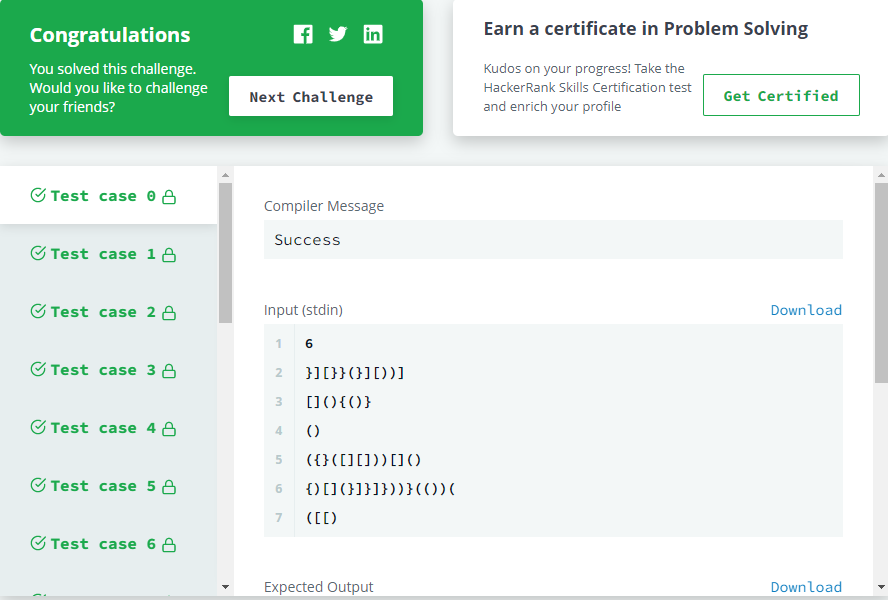 Congratulations
You solved this challenge.
Would you like to challenge
your friends?
Next Challenge
Earn a certificate in Problem Solving
Kudos on your progress! Take the
HackerRank Skills Certification test
and enrich your profile
Get Certified
Test case 0
Test case 1
Test case 2
Test case 3
Test case 4
Test case 5
Test case 6
Compiler Message
Success
Input (stdin)
Download
1 6
2 }][}}(}][))]
3 [](){()}
4 ()
5 ({}([][]))[]()
6 {)[](}]}]}))}(())(
7 ([[)
Expected Output
Download